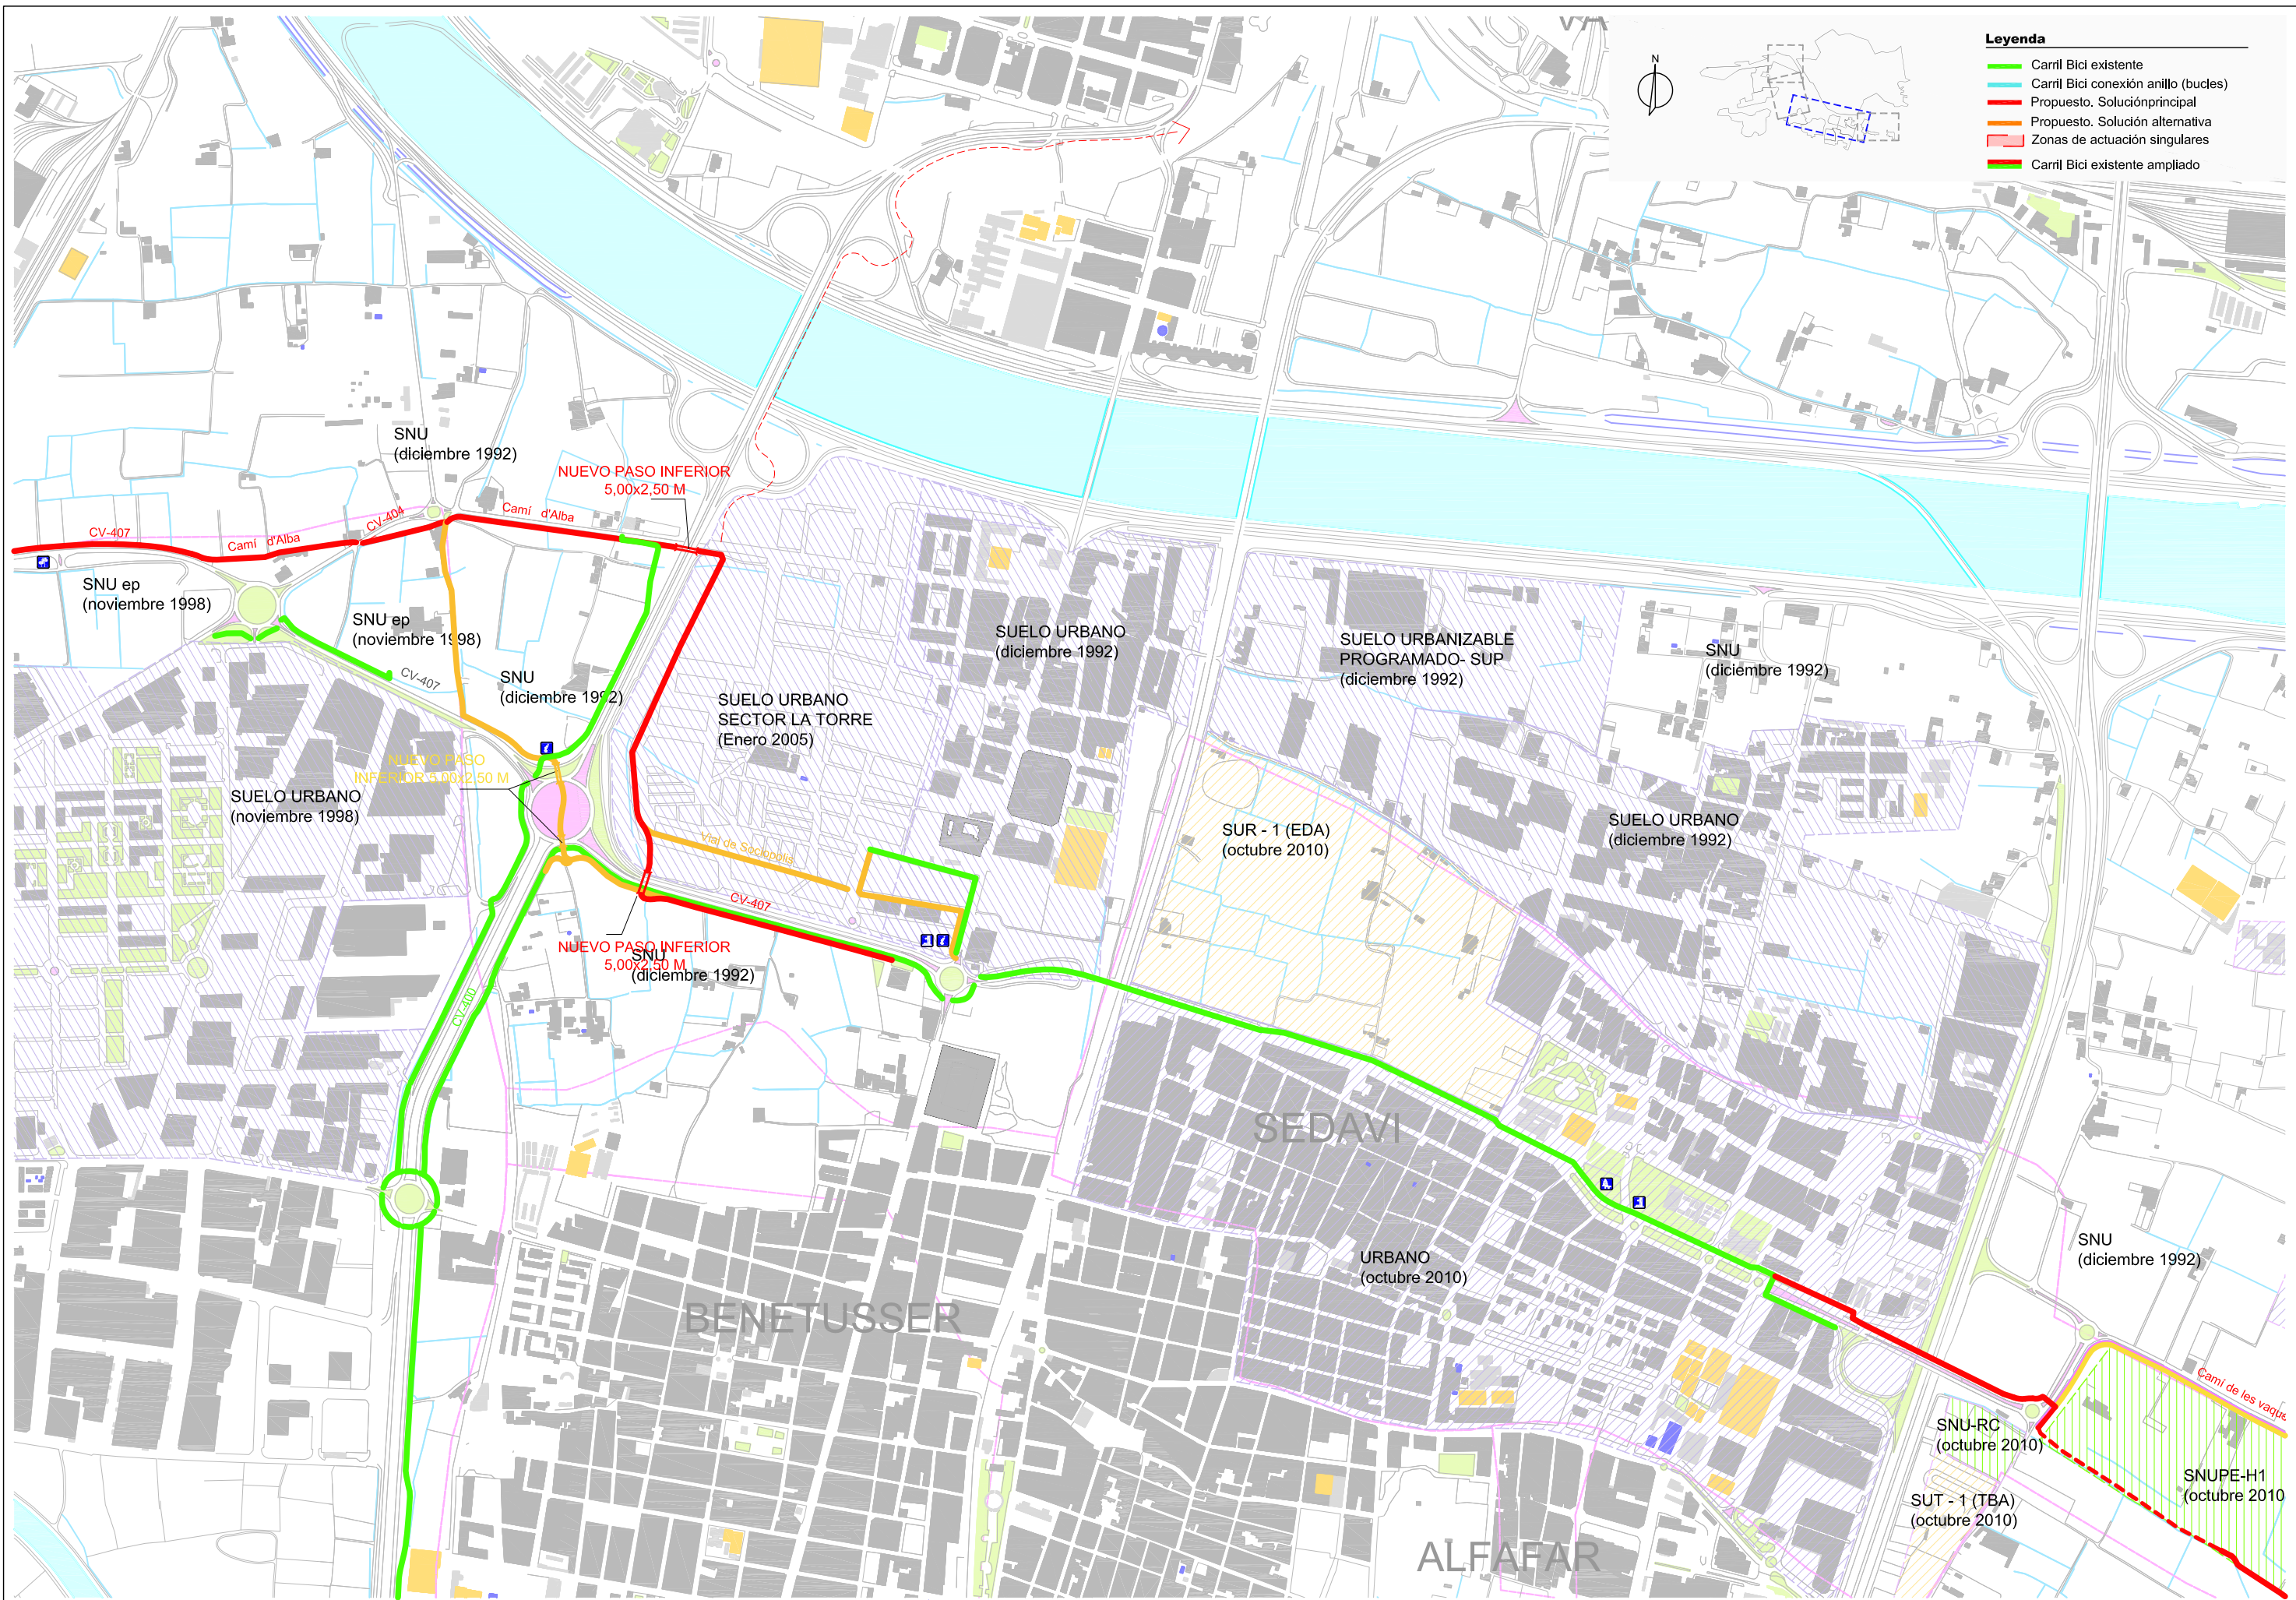 VA
N
Leyenda
Carril Bici existente
Carril Bici conexión anillo (bucles)
Propuesto. Soluciónprincipal
Propuesto. Solución alternativa
Zonas de actuación singulares
Carril Bici existente ampliado
SNU
(diciembre 1992)
NUEVO PASO INFERIOR
5,00x2,50 M
CV-407
Camí d'Alba
CV-404
Camí d'Alba
SNU ep
(noviembre 1998)
SNU ep
(noviembre 1998)
CV-407
SNU
(diciembre 1992)
SUELO URBANO
SECTOR LA TORRE
(Enero 2005)
SUELO URBANO
(diciembre 1992)
SUELO URBANIZABLE
PROGRAMADO- SUP
(diciembre 1992)
SNU
(diciembre 1992)
NUEVO PASO
INFERIOR 5,00x2,50 M
SUELO URBANO
(noviembre 1998)
Vial de Sociopolis
SUR - 1 (EDA)
(octubre 2010)
SUELO URBANO
(diciembre 1992)
CV-407
NUEVO PASO INFERIOR
5,00x2,50 M
SNU
(diciembre 1992)
CV-400
SEDAVI
URBANO
(octubre 2010)
SNU
(diciembre 1992)
BENETUSSER
Camí de les vaque
SNU-RC
(octubre 2010)
SNUPE-H1
(octubre 2010
SUT - 1 (TBA)
(octubre 2010)
ALFAFAR